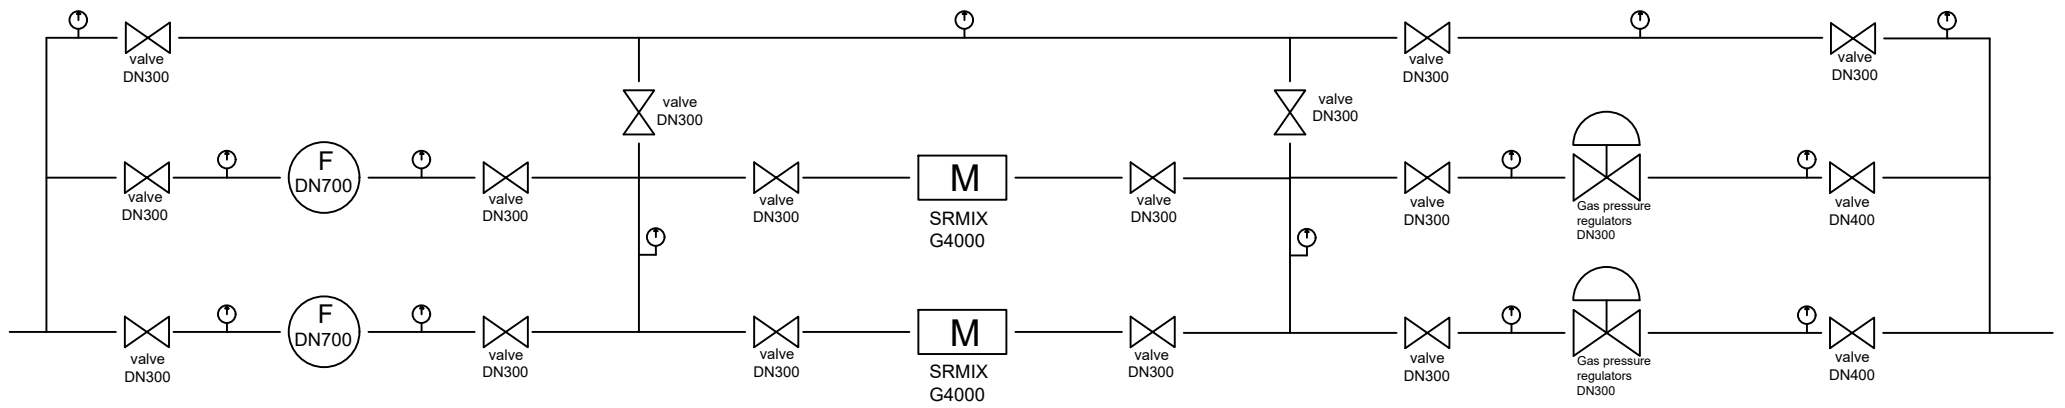 valve
DN300
valve
DN300
valve
DN300
valve
DN300
valve
DN300
valve
DN300
F
DN700
valve
DN300
valve
DN300
M
SRMIX
G4000
valve
DN300
valve
DN300
Gas pressure
regulators
DN300
valve
DN400
valve
DN300
F
DN700
valve
DN300
valve
DN300
M
SRMIX
G4000
valve
DN300
valve
DN300
Gas pressure
regulators
DN300
valve
DN400